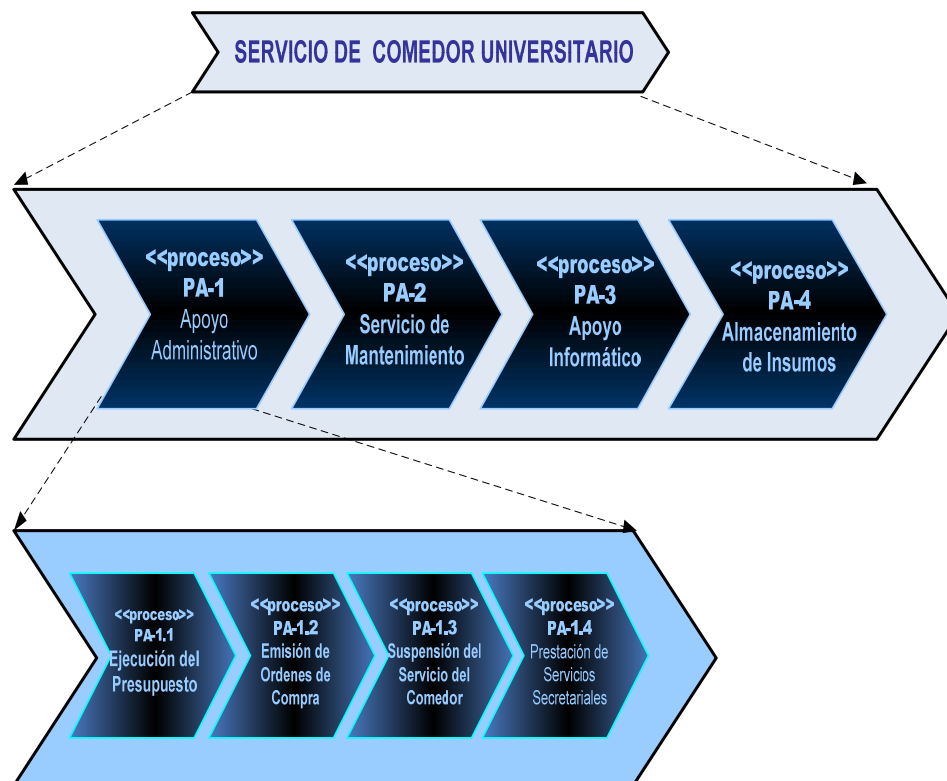 SERVICIO DE COMEDOR UNIVERSITARIO
<<proceso>>
PA-1
Apoyo
Administrativo
<<proceso>>
PA-2
Servicio de
Mantenimiento
<<proceso>>
PA-3
Apoyo
Informático
<<proceso>>
PA-4
Almacenamiento
de Insumos
<<proceso>>
PA-1.1
Ejecución del
Presupuesto
<<proceso>>
PA-1.2
Emisión de
Ordenes de
Compra
<<proceso>>
PA-1.3
Suspensión del
Servicio del
Comedor
<<proceso>>
PA-1.4
Prestación de
Servicios
Secretariales